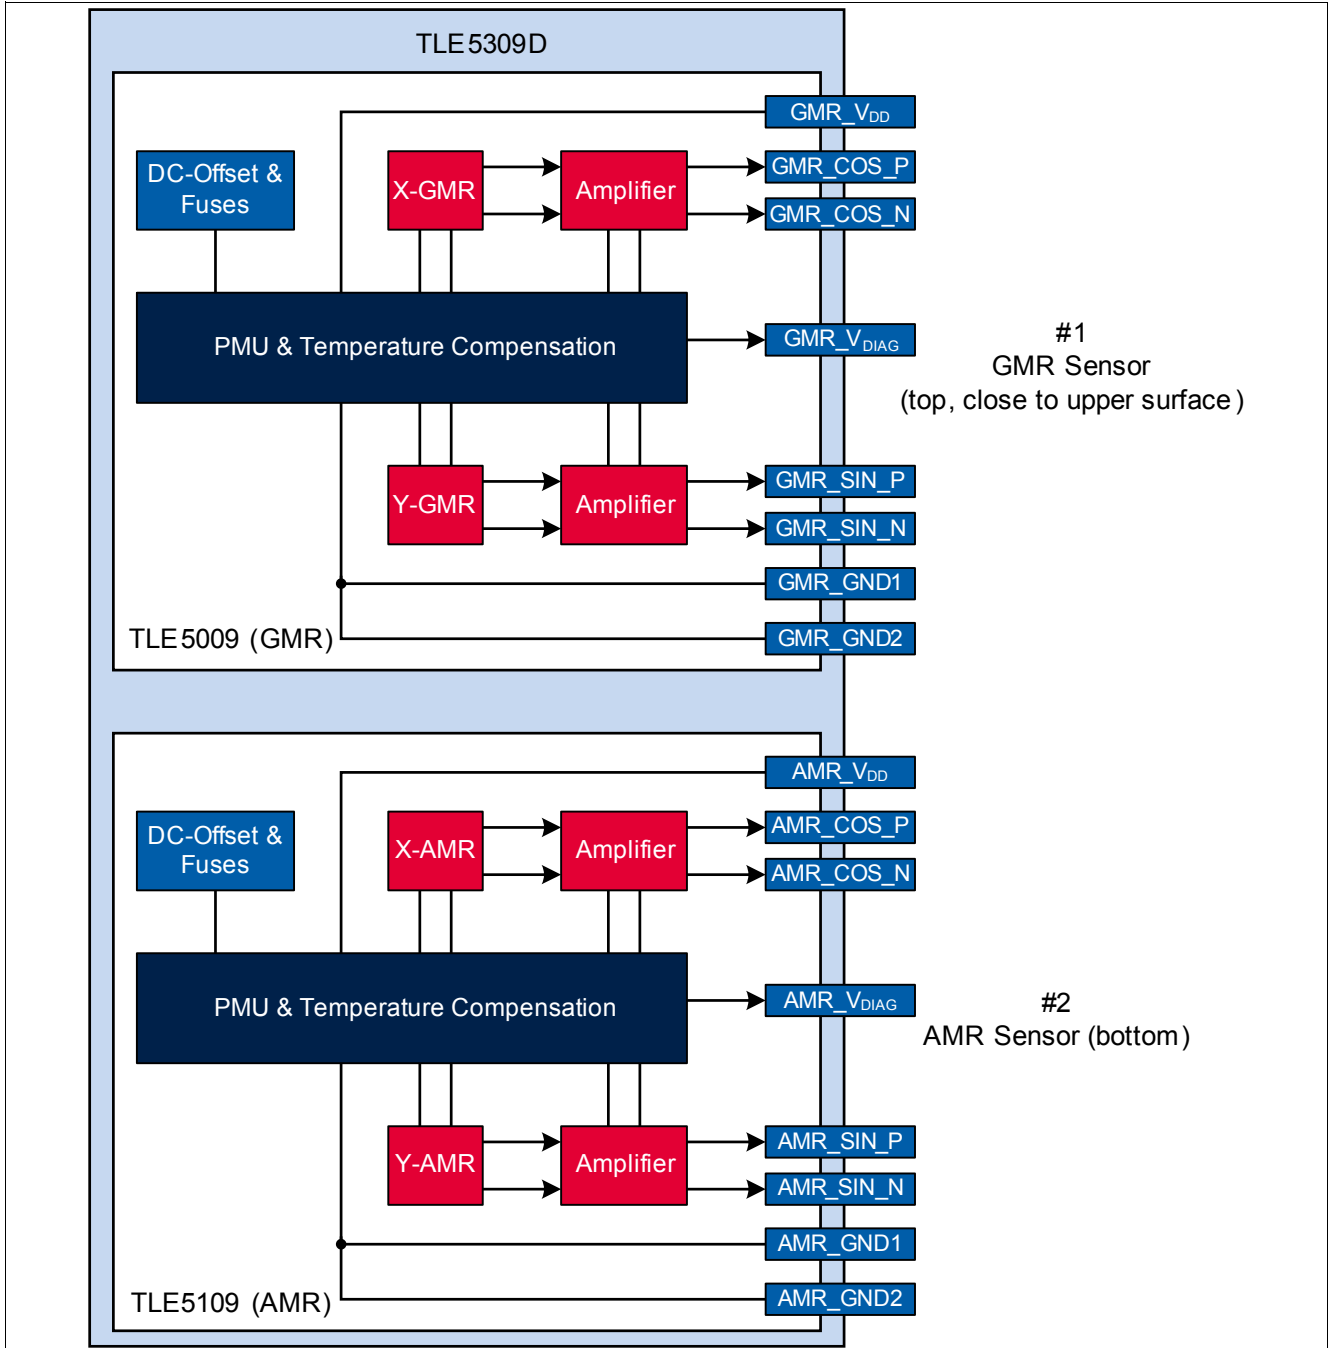 TLE5309D
GMR_VDD
DC-Offset &
Fuses
X-GMR
Amplifier
GMR_COS_P
GMR_COS_N
PMU & Temperature Compensation
GMR_VDIAG
#1
GMR Sensor
(top, close to upper surface)
Y-GMR
Amplifier
GMR_SIN_P
GMR_SIN_N
GMR_GND1
GMR_GND2
TLE5009 (GMR)
AMR_VDD
DC-Offset &
Fuses
X-AMR
Amplifier
AMR_COS_P
AMR_COS_N
PMU & Temperature Compensation
AMR_VDIAG
#2
AMR Sensor (bottom)
Y-AMR
Amplifier
AMR_SIN_P
AMR_SIN_N
AMR_GND1
AMR_GND2
TLE5109 (AMR)